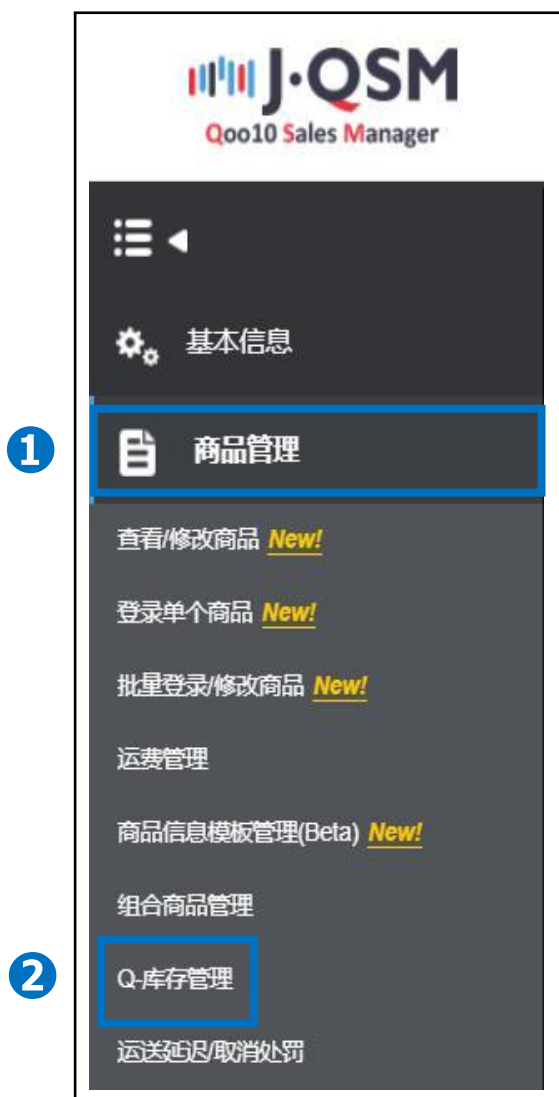 J·QSM
Qoo10 Sales Manager
基本信息
1
商品管理
查看/修改商品 New!
登录单个商品 New!
批量登录/修改商品 New!
运费管理
商品信息模板管理(Beta) New!
组合商品管理
2
Q-库存管理
运送延迟/取消处罚